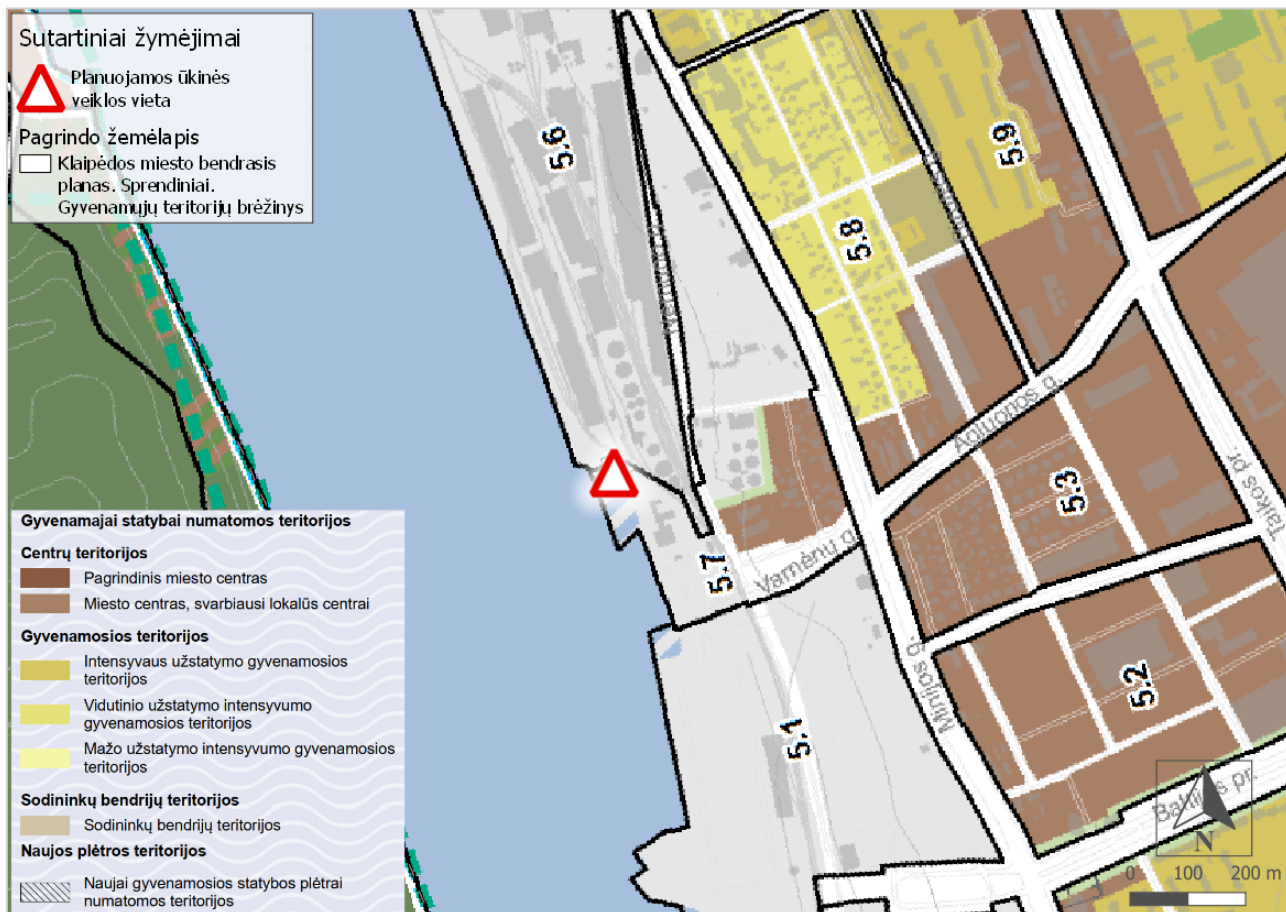 Sutartiniai žymėjimai
Planuojamos ūkinės
veiklos vieta
Pagrindo žemėlapis
Klaipėdos miesto bendrasis
planas. Sprendiniai.
Gyvenamųjų teritorijų brėžinys
5.6
5.9
5.8
5.3
5.7
5.2
5.1
Varnėnų g.
Minijos g.
Taikos pr.
Baltijos pr.
Gyvenamajai statybai numatomos teritorijos
Centrų teritorijos
Pagrindinis miesto centras
Miesto centras, svarbiausi lokalūs centrai
Gyvenamosios teritorijos
Intensyvaus užstatymo gyvenamosios
teritorijos
Vidutinio užstatymo intensyvumo
gyvenamosios teritorijos
Mažo užstatymo intensyvumo gyvenamosios
teritorijos
Sodininkų bendrijų teritorijos
Sodininkų bendrijų teritorijos
Naujos plėtros teritorijos
Naujai gyvenamosios statybos plėtrai
numatomos teritorijos
N
0 100 200 m